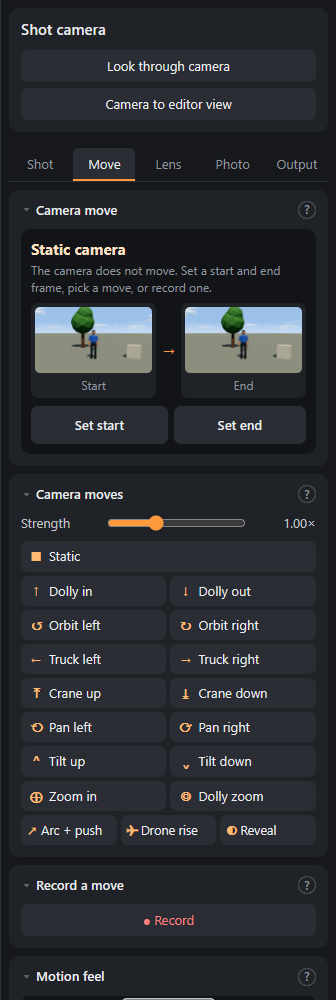 Shot camera
Look through camera
Camera to editor view
Shot Move Lens Photo Output
Camera move ?
Static camera
The camera does not move. Set a start and end
frame, pick a move, or record one.
→
Start End
Set start Set end
Camera moves ?
Strength 1.00×
Static
↑ Dolly in ↓ Dolly out
↺ Orbit left ↻ Orbit right
← Truck left → Truck right
⤒ Crane up ⤓ Crane down
⟲ Pan left ⟳ Pan right
˄ Tilt up ˅ Tilt down
⨁ Zoom in ⊚ Dolly zoom
↗ Arc + push ✈ Drone rise ◐ Reveal
Record a move ?
● Record
Motion feel ?